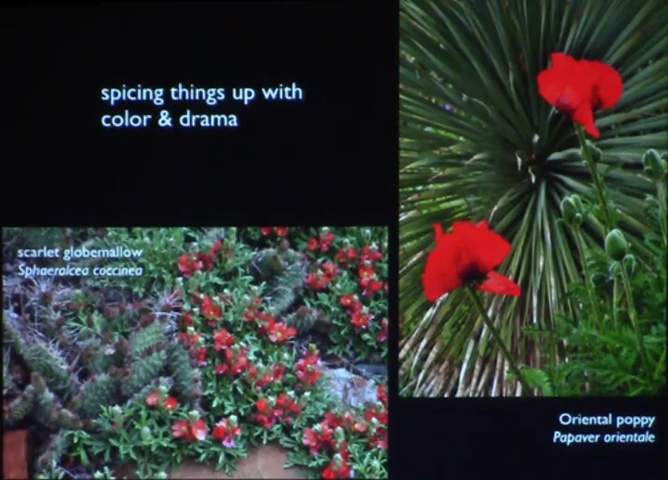 spicing things up with
color & drama
scarlet globemallow
Sphaeralcea coccinea
Oriental poppy
Papaver orientale